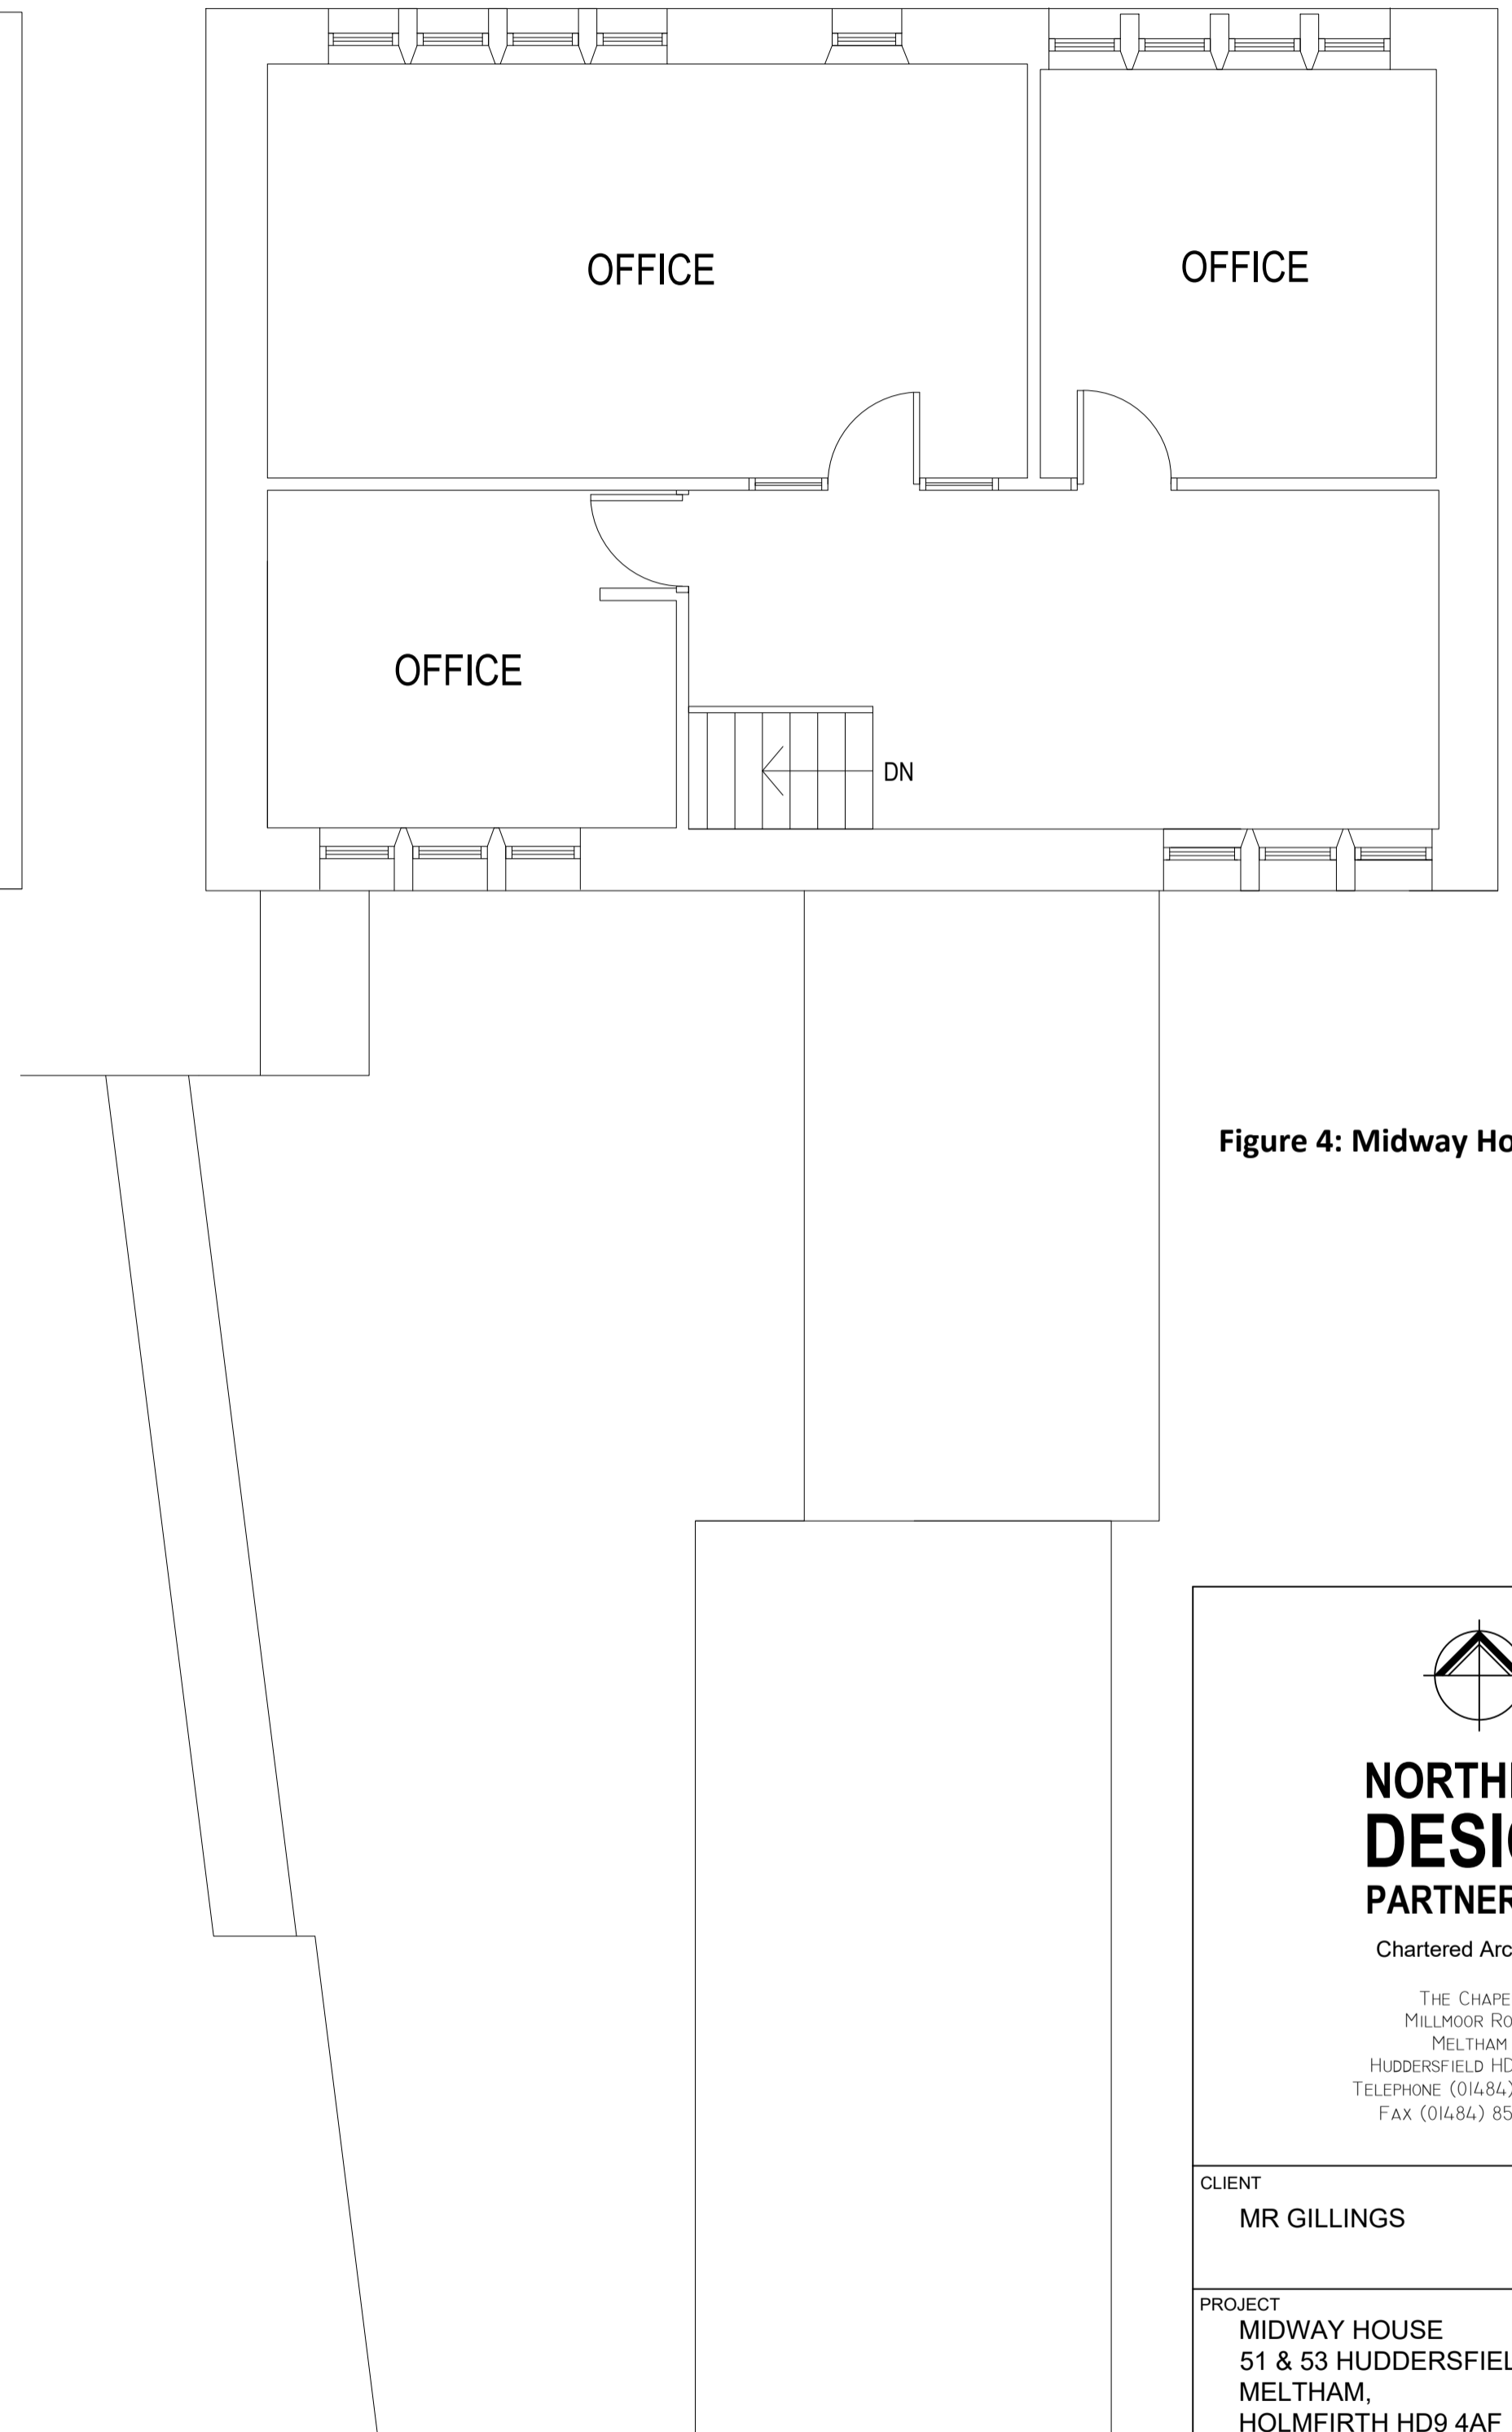 OFFICE
OFFICE
OFFICE
DN
Figure 4: Midway Ho
NORTH
DESI
PARTNER
Chartered Arc
THE CHAPE
MILLMOOR RO
MELTHAM
HUDDERSFIELD HD
TELEPHONE (01484)
FAX (01484) 85
CLIENT
MR GILLINGS
PROJECT
MIDWAY HOUSE
51 & 53 HUDDERSFIEL
MELTHAM,
HOLMFIRTH HD9 4AF